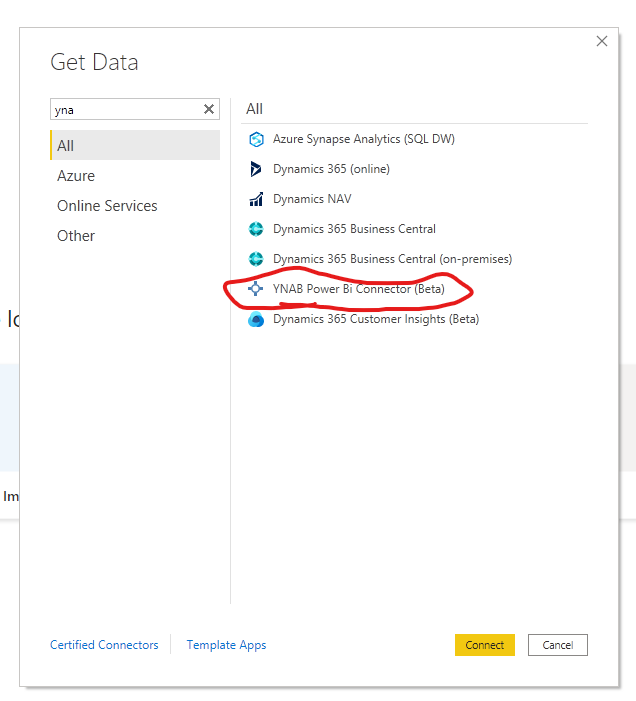 Get Data
yna
All
Azure
Online Services
Other
All
Azure Synapse Analytics (SQL DW)
Dynamics 365 (online)
Dynamics NAV
Dynamics 365 Business Central
Dynamics 365 Business Central (on-premises)
YNAB Power Bi Connector (Beta)
Dynamics 365 Customer Insights (Beta)
Im
Certified Connectors
Template Apps
Connect
Cancel